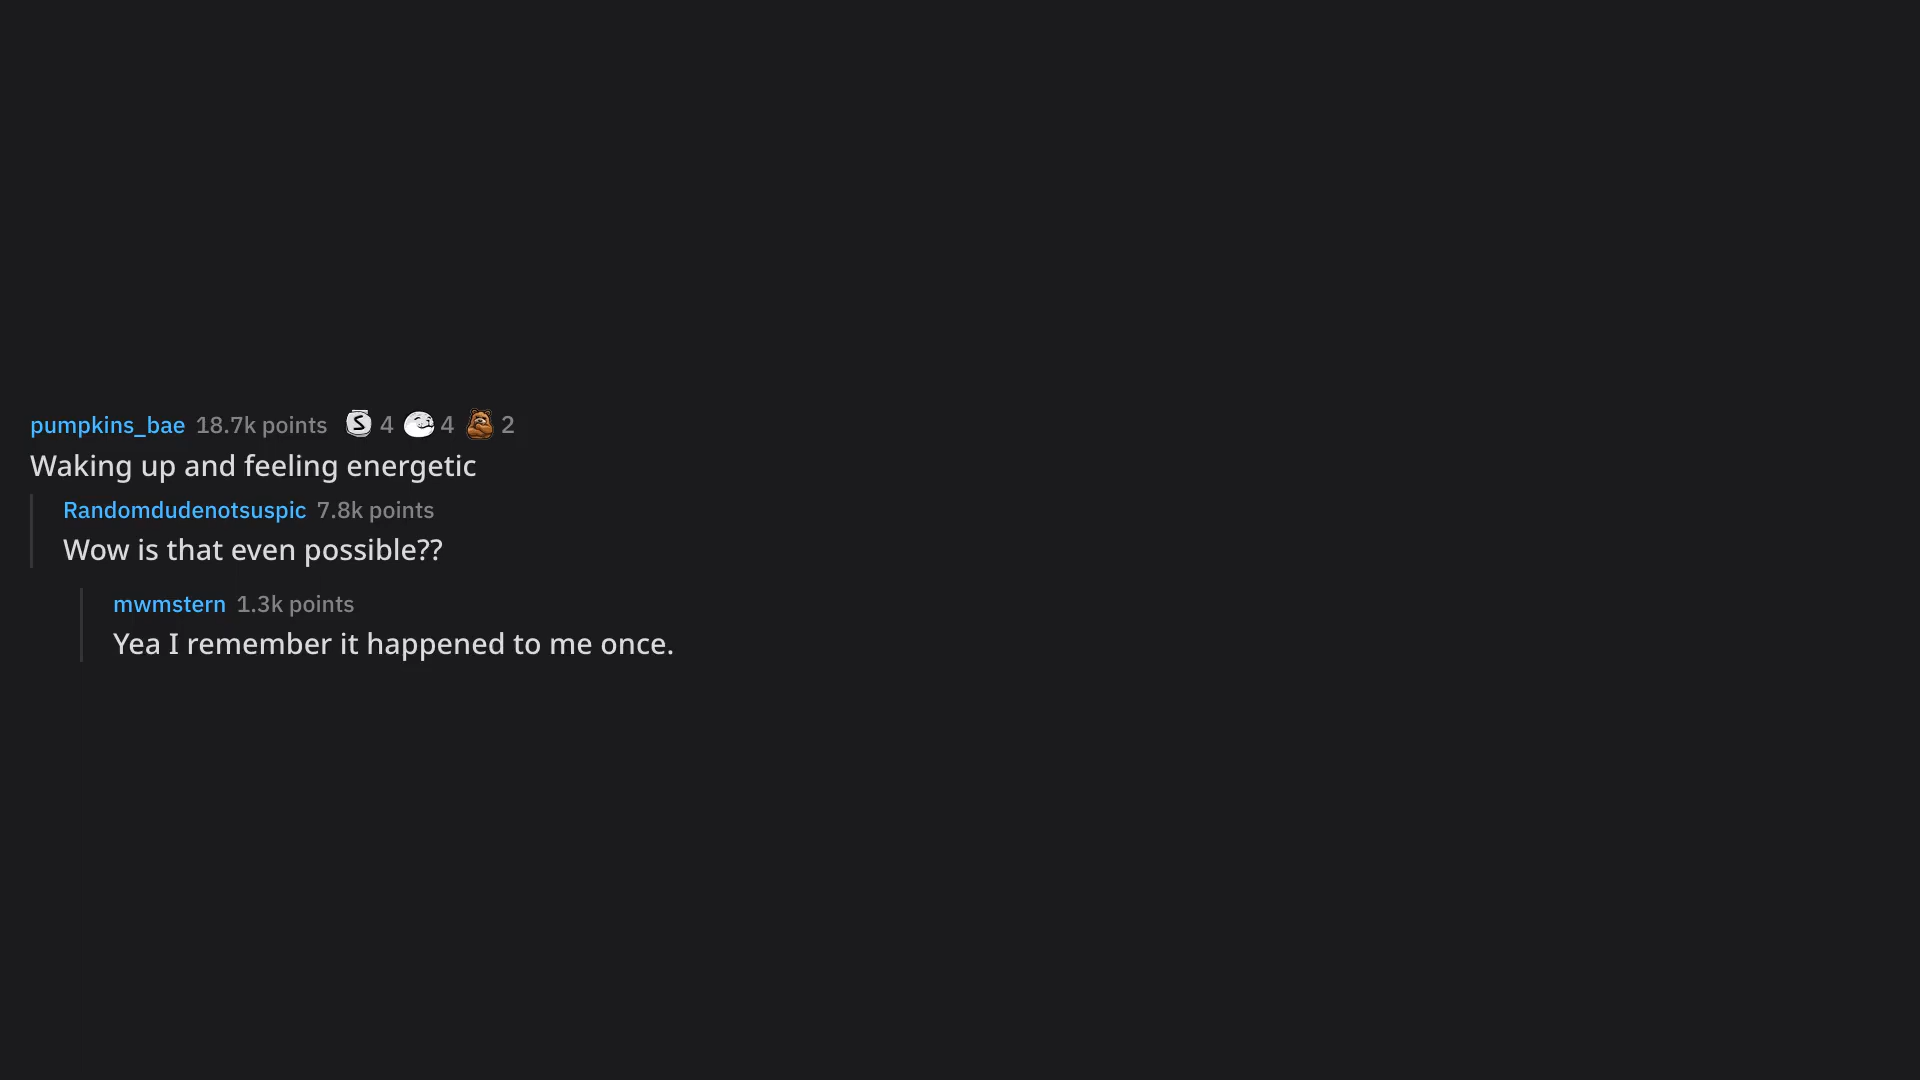 pumpkins_bae 18.7k points S 4 4 2
Waking up and feeling energetic
Randomdudenotsuspic 7.8k points
Wow is that even possible??
mwmstern 1.3k points
Yea I remember it happened to me once.